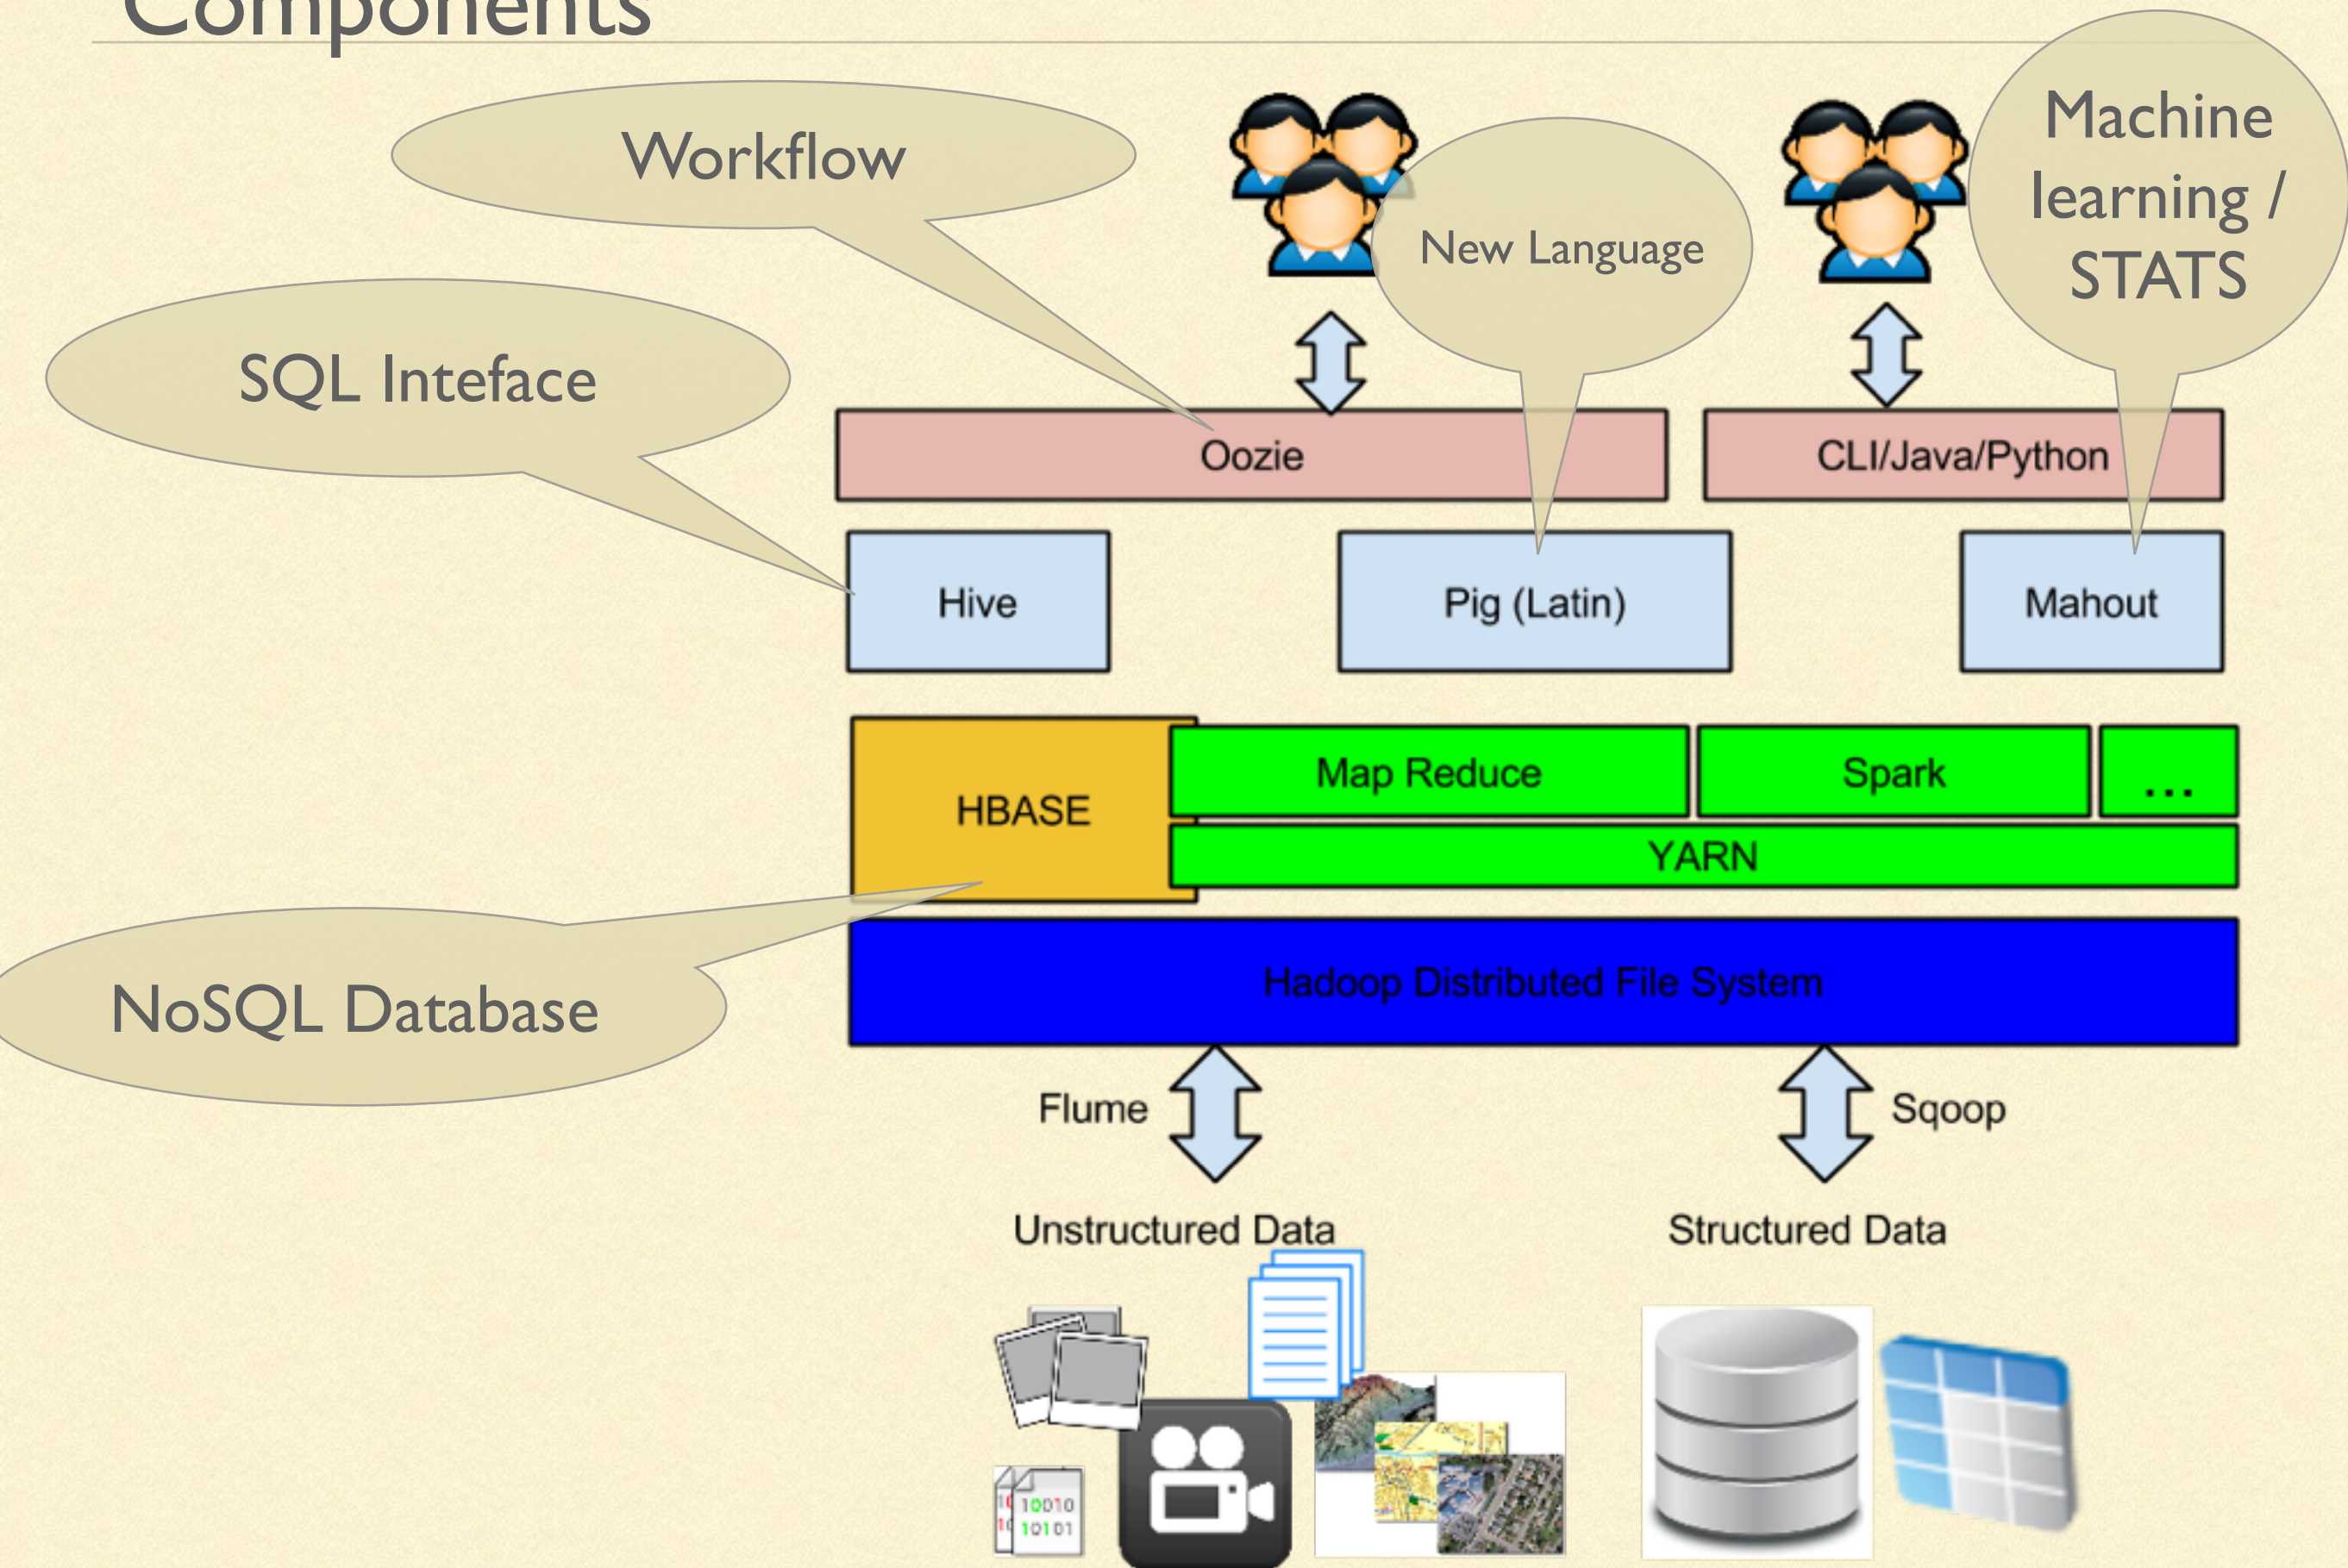 Components
Workflow
Machine
learning /
STATS
New Language
SQL Inteface
Oozie
CLI/Java/Python
Hive
Pig (Latin)
Mahout
HBASE
Map Reduce
Spark
...
YARN
Hadoop Distributed File System
NoSQL Database
Flume
Sqoop
Unstructured Data
Structured Data
10010
10101